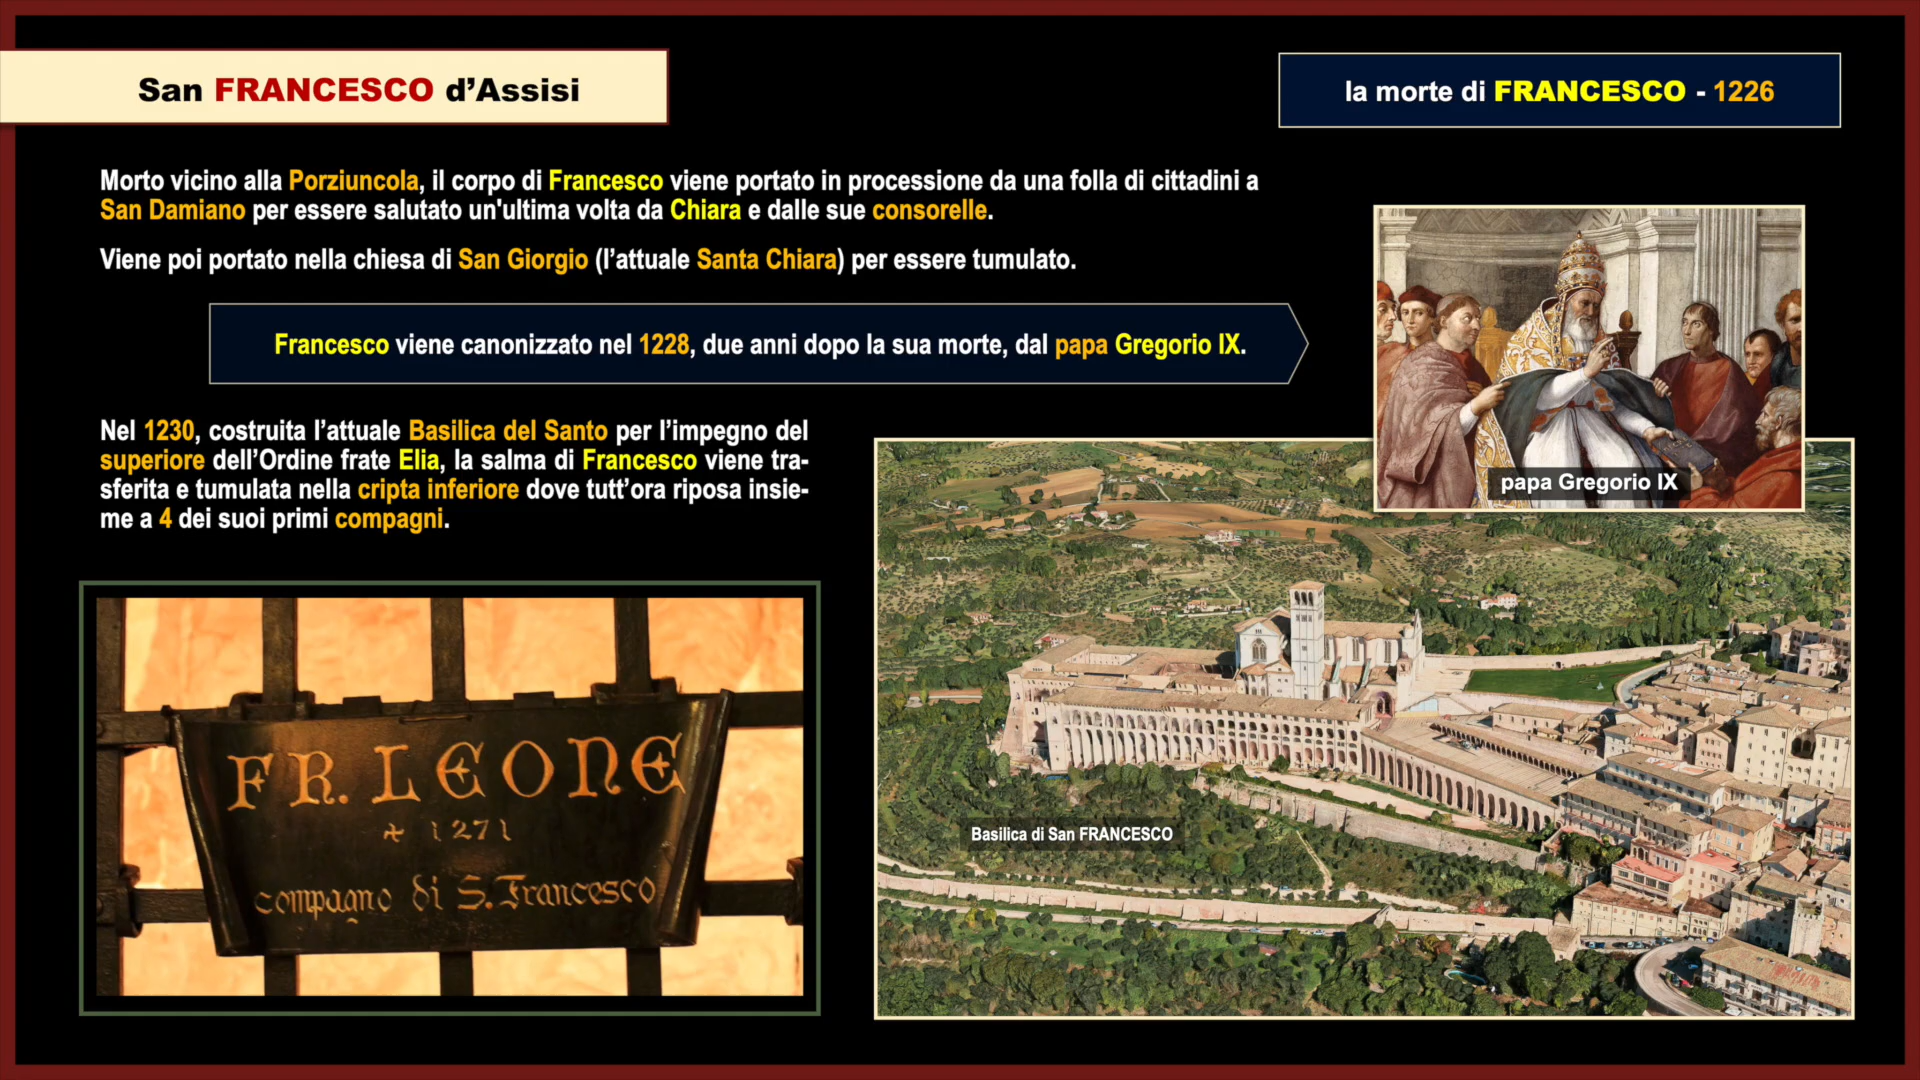 San FRANCESCO d’Assisi
la morte di FRANCESCO - 1226
Morto vicino alla Porziuncola, il corpo di Francesco viene portato in processione da una folla di cittadini a
San Damiano per essere salutato un'ultima volta da Chiara e dalle sue consorelle.
Viene poi portato nella chiesa di San Giorgio (l’attuale Santa Chiara) per essere tumulato.
Francesco viene canonizzato nel 1228, due anni dopo la sua morte, dal papa Gregorio IX.
Nel 1230, costruita l’attuale Basilica del Santo per l’impegno del
superiore dell’Ordine frate Elia, la salma di Francesco viene tra-
sferita e tumulata nella cripta inferiore dove tutt’ora riposa insie-
me a 4 dei suoi primi compagni.
papa Gregorio IX
FR. LEONE
+ 1271
compagno di S. Francesco
Basilica di San FRANCESCO